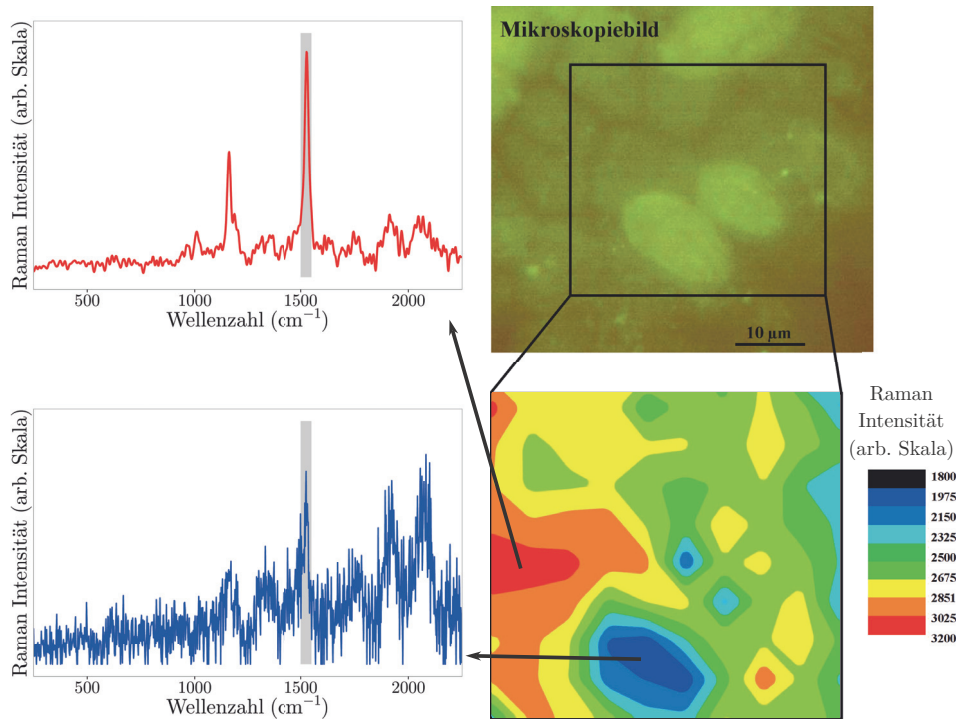 Raman Intensität (arb. Skala)
500
1000
1500
2000
Wellenzahl (cm⁻¹)
Mikroskopiebild
10 µm
Raman Intensität (arb. Skala)
500
1000
1500
2000
Wellenzahl (cm⁻¹)
Raman
Intensität
(arb. Skala)
1800
1975
2150
2325
2500
2675
2851
3025
3200